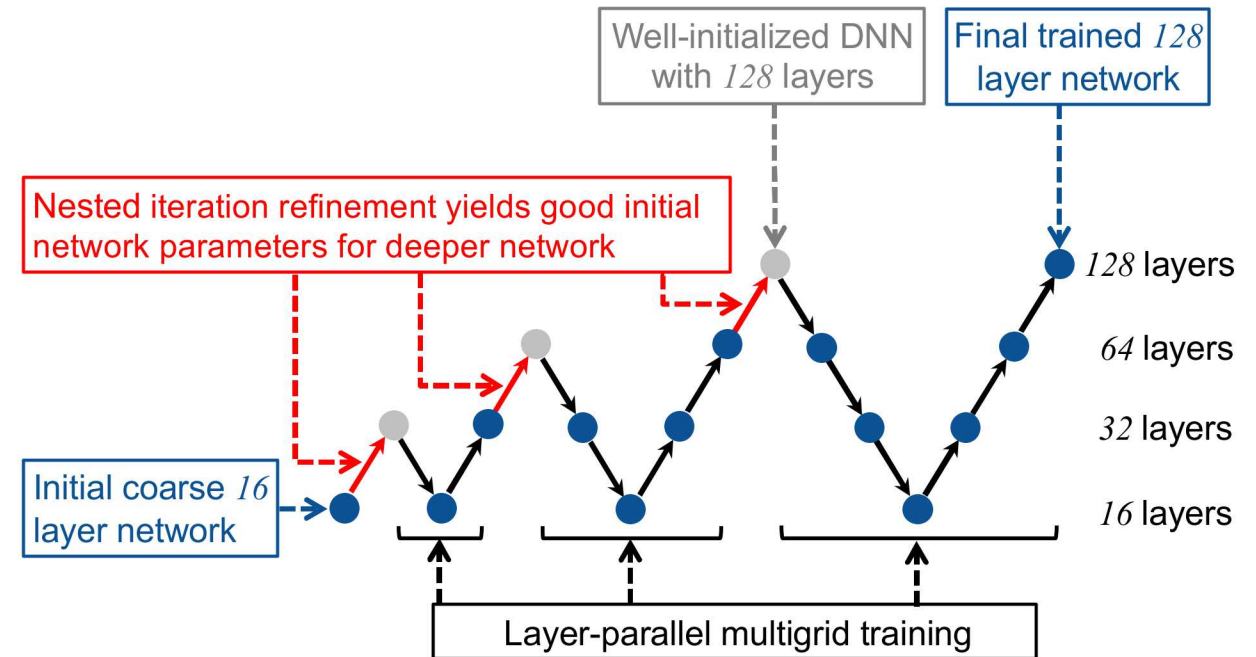 Well-initialized DNN
with 128 layers
Final trained 128
layer network
Nested iteration refinement yields good initial
network parameters for deeper network
128 layers
64 layers
32 layers
16 layers
Initial coarse 16
layer network
Layer-parallel multigrid training